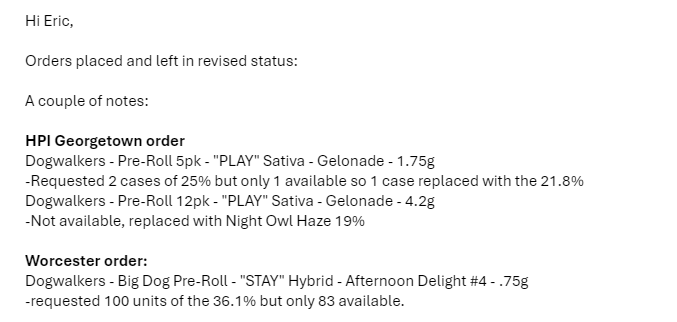 Hi Eric,
Orders placed and left in revised status:
A couple of notes:
HPI Georgetown order
Dogwalkers - Pre-Roll 5pk - "PLAY" Sativa - Gelonade - 1.75g
-Requested 2 cases of 25% but only 1 available so 1 case replaced with the 21.8%
Dogwalkers - Pre-Roll 12pk - "PLAY" Sativa - Gelonade - 4.2g
-Not available, replaced with Night Owl Haze 19%
Worcester order:
Dogwalkers - Big Dog Pre-Roll - "STAY" Hybrid - Afternoon Delight #4 - .75g
-requested 100 units of the 36.1% but only 83 available.